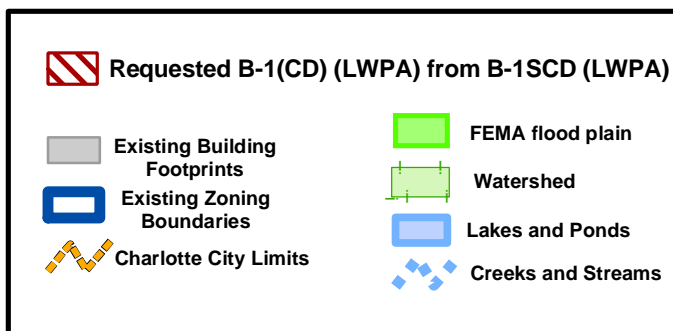 Requested B-1(CD) (LWPA) from B-1SCD (LWPA)
Existing Building
Footprints
Existing Zoning
Boundaries
Charlotte City Limits
FEMA flood plain
Watershed
Lakes and Ponds
Creeks and Streams